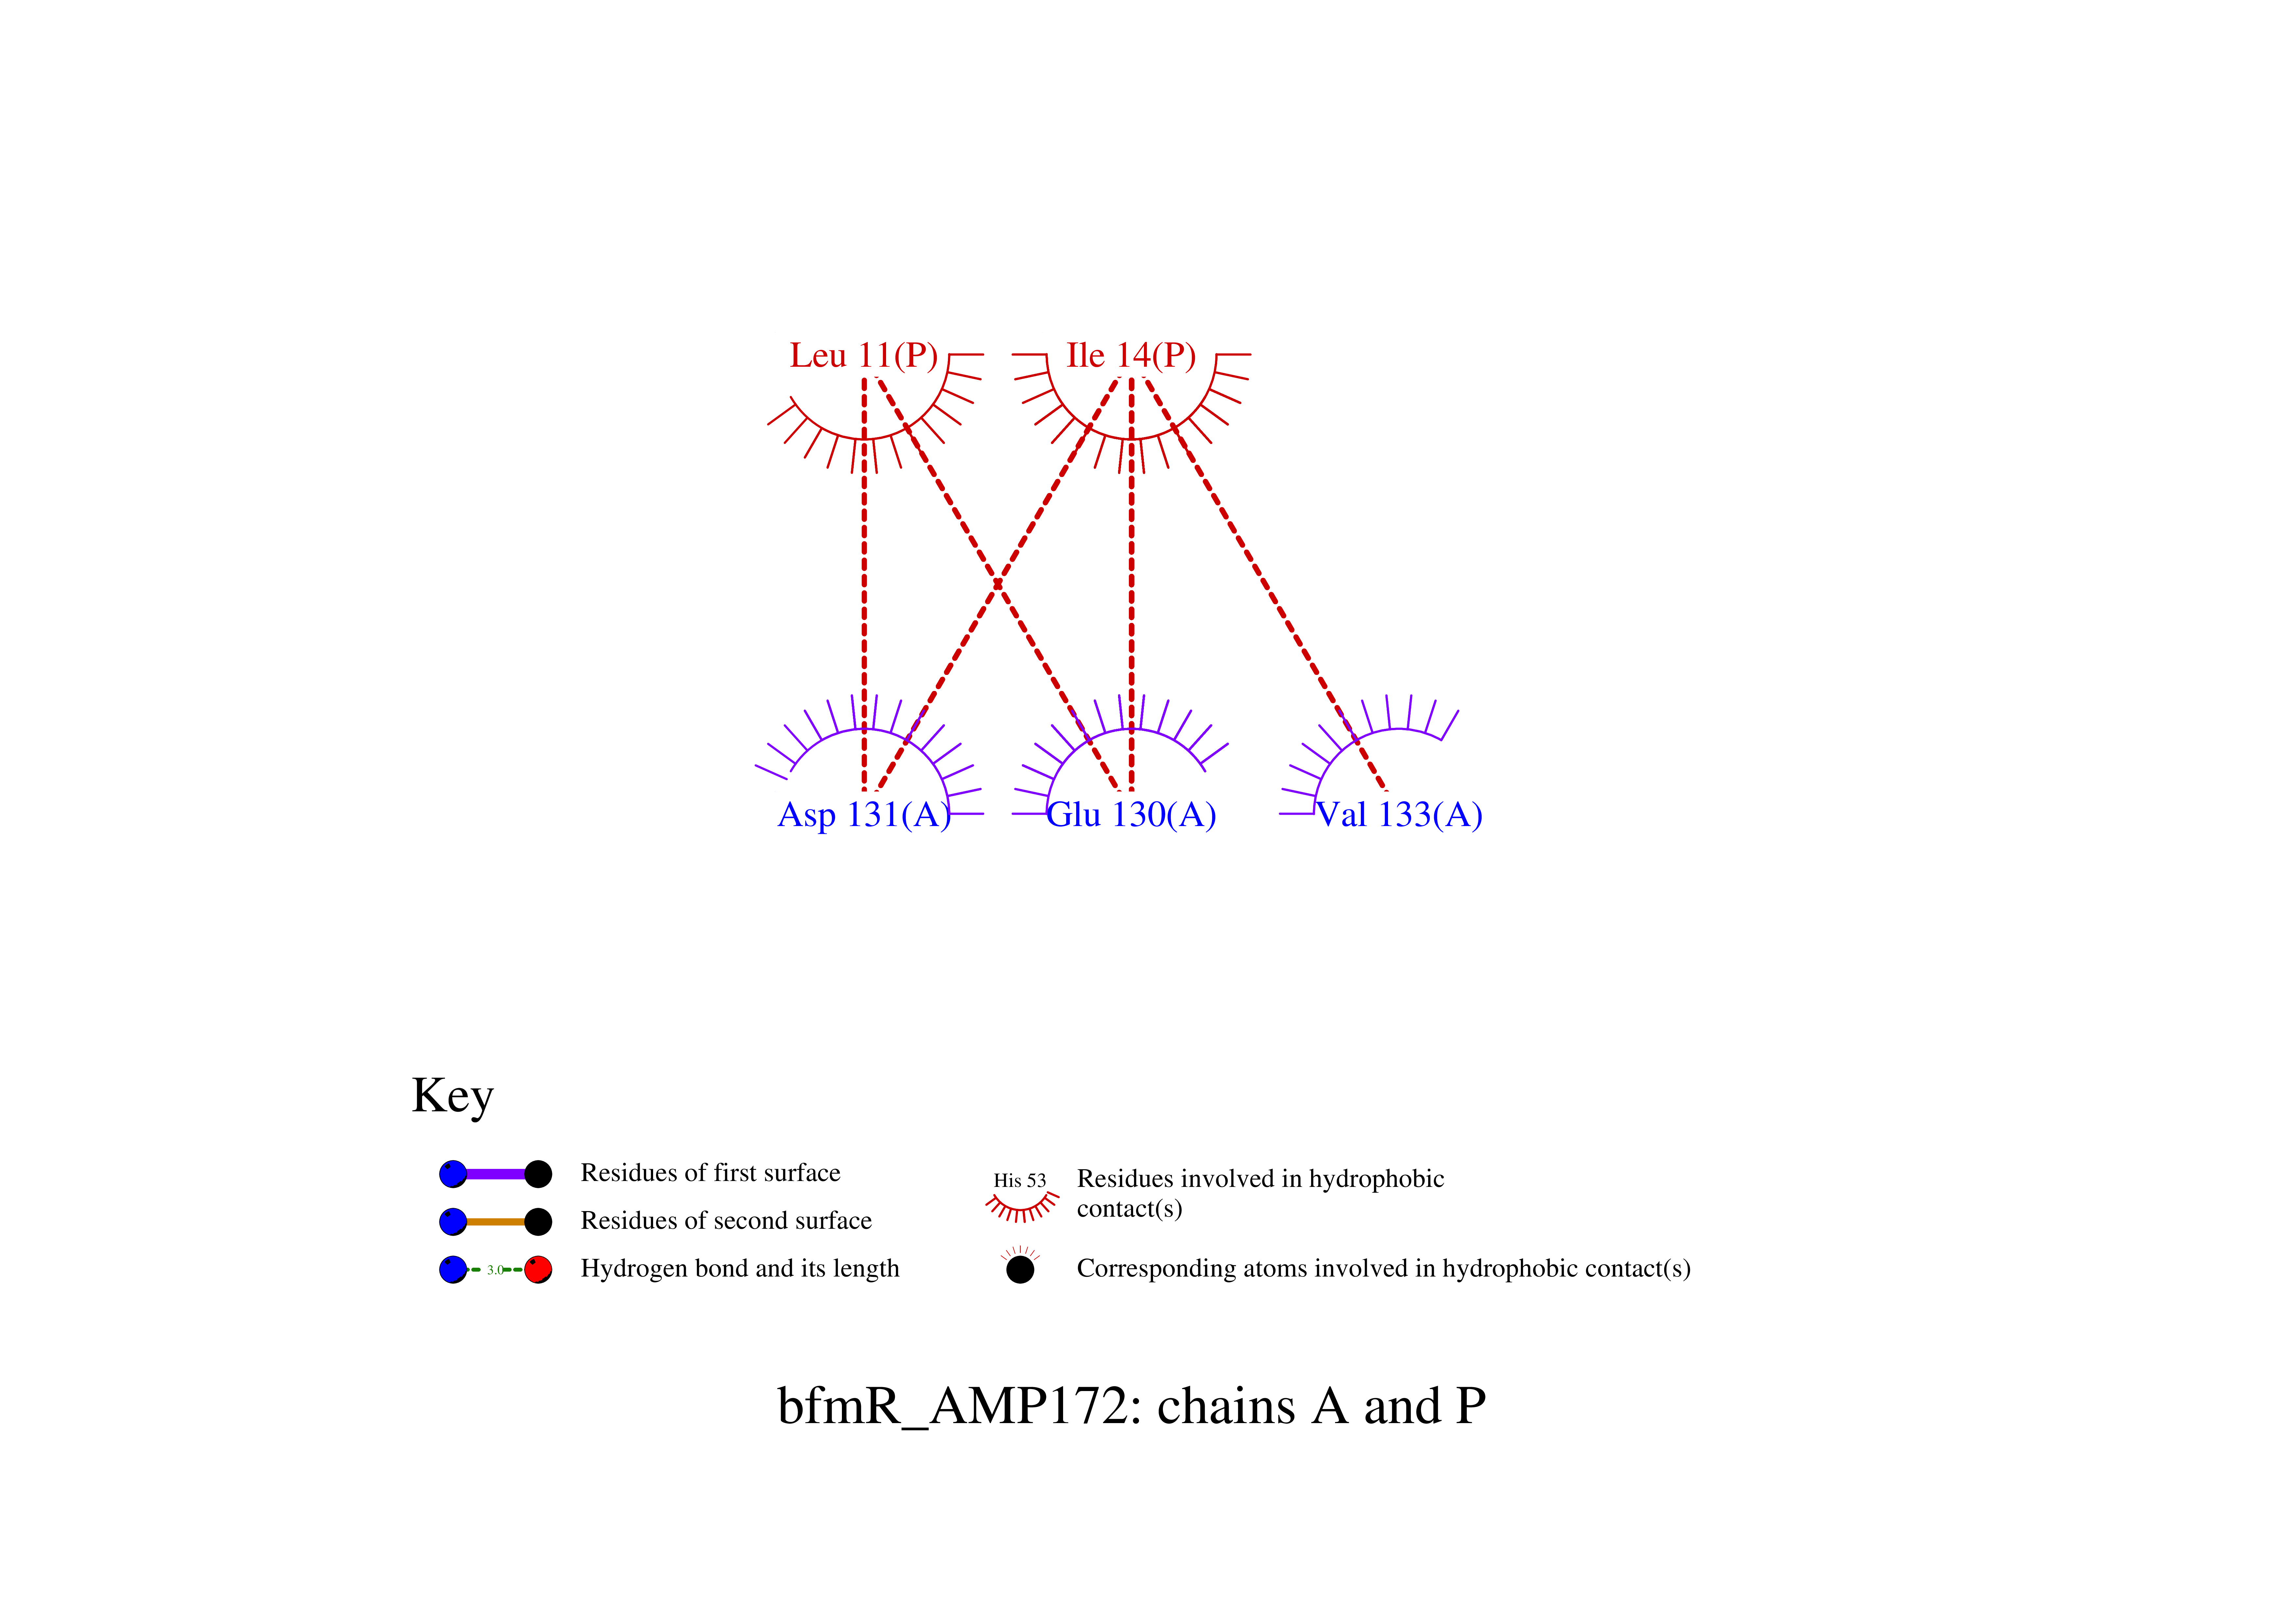 Leu 11(P) Ile 14(P)
Asp 131(A) Glu 130(A) Val 133(A)
Key
Residues of first surface
Residues of second surface
3.0 Hydrogen bond and its length
His 53 Residues involved in hydrophobic
contact(s)
Corresponding atoms involved in hydrophobic contact(s)
bfmR_AMP172: chains A and P